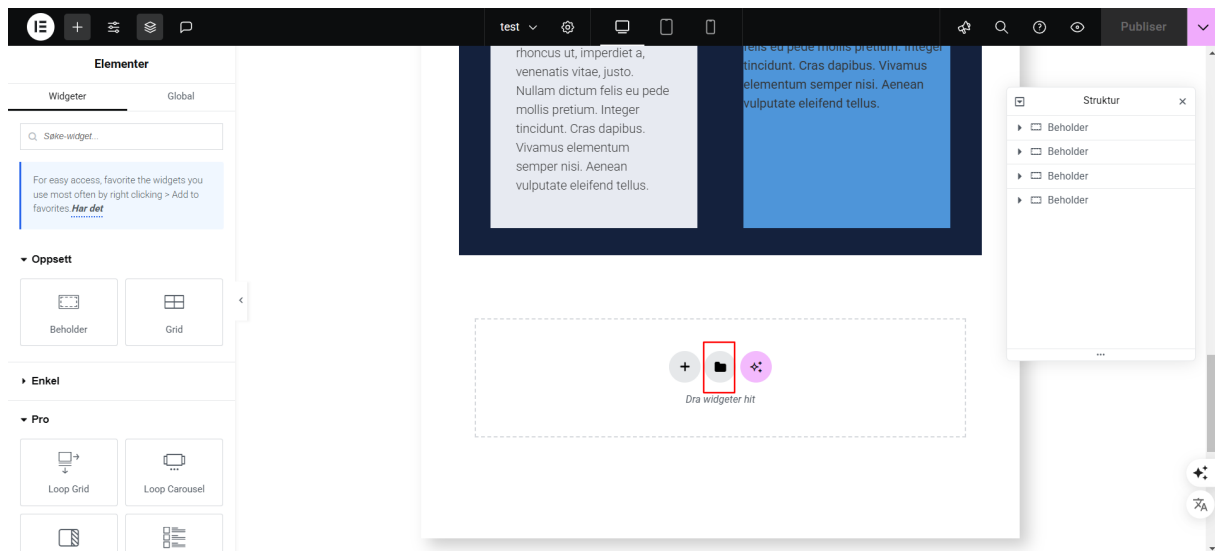 test
Publiser
Elementer
Widgeter
Global
Søke-widget...
For easy access, favorite the widgets you
use most often by right clicking > Add to
favorites.Har det
Oppsett
Beholder
Grid
Enkel
Pro
Loop Grid
Loop Carousel
rhoncus ut, imperdiet a,
venenatis vitae, justo.
Nullam dictum felis eu pede
mollis pretium. Integer
tincidunt. Cras dapibus.
Vivamus elementum
semper nisi. Aenean
vulputate eleifend tellus.
felis eu pede mollis pretium. Integer
tincidunt. Cras dapibus. Vivamus
elementum semper nisi. Aenean
vulputate eleifend tellus.
Dra widgeter hit
Struktur
Beholder
Beholder
Beholder
Beholder